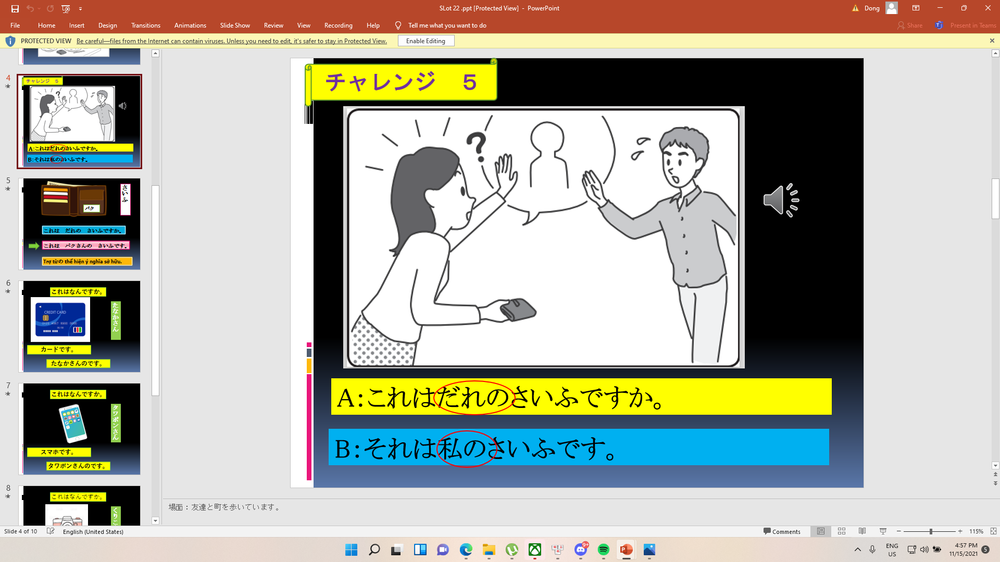 SLot 22 .ppt [Protected View] - PowerPoint
Dong
File Home Insert Design Transitions Animations Slide Show Review View Recording Help Tell me what you want to do
Share Present in Teams
PROTECTED VIEW Be careful—files from the Internet can contain viruses. Unless you need to edit, it's safer to stay in Protected View. Enable Editing
4
チャレンジ 5
?
A:これはだれのさいふですか。
B:それは私のさいふです。
5
さいふ
パク
これは だれの さいふですか。
これは パクさんの さいふです。
Trợ từの thể hiện ý nghĩa sở hữu.
6
これはなんですか。
CREDIT CARD
たなかさん
カードです。
たなかさんのです。
7
これはなんですか。
タワポンさん
スマホです。
タワポンさんのです。
8
これはなんですか。
チャレンジ 5
?
A:これはだれのさいふですか。
B:それは私のさいふです。
場面：友達と町を歩いています。
Slide 4 of 10 English (United States) Comments 115%
9+
ENG
US
4:57 PM
11/15/2021
5